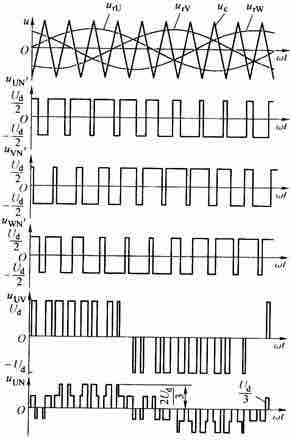 u u_rU u_rV u_c u_rW
O ωt
u_UN'
U_d/2
O
-U_d/2 ωt
u_VN'
U_d/2
O
-U_d/2 ωt
u_WN'
U_d/2
O
-U_d/2 ωt
u_UV
U_d
O ωt
-U_d
u_UN 2U_d/3 U_d/3
O ωt